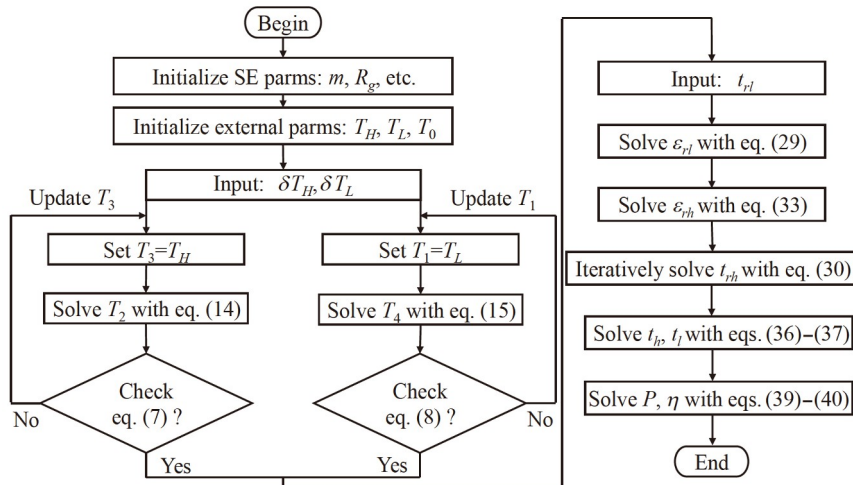 Begin
Initialize SE parms: m, R_g, etc.
Initialize external parms: T_H, T_L, T_0
Input: δT_H, δT_L
Update T_3
Update T_1
Set T_3=T_H
Set T_1=T_L
Solve T_2 with eq. (14)
Solve T_4 with eq. (15)
Check
eq. (7) ?
Check
eq. (8) ?
No
No
Yes
Yes
Input: t_rl
Solve ε_rl with eq. (29)
Solve ε_rh with eq. (33)
Iteratively solve t_rh with eq. (30)
Solve t_h, t_l with eqs. (36)–(37)
Solve P, η with eqs. (39)–(40)
End